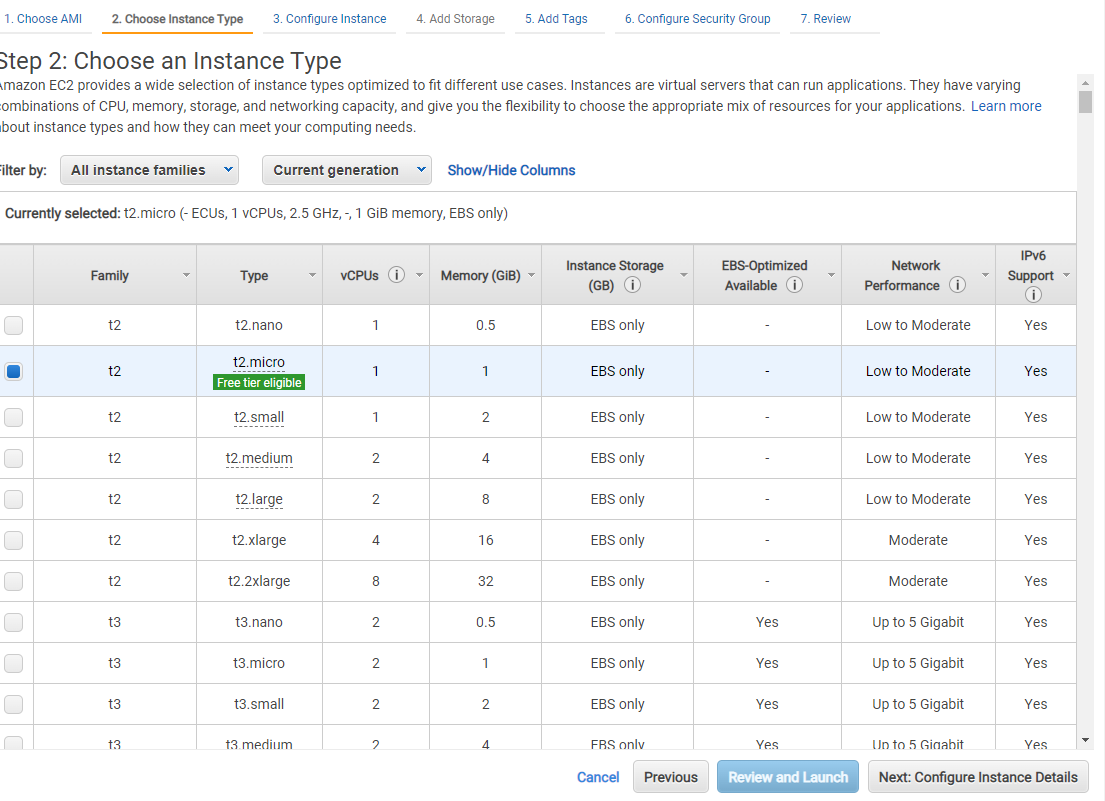 1. Choose AMI 2. Choose Instance Type 3. Configure Instance 4. Add Storage 5. Add Tags 6. Configure Security Group 7. Review
Step 2: Choose an Instance Type
Amazon EC2 provides a wide selection of instance types optimized to fit different use cases. Instances are virtual servers that can run applications. They have varying
combinations of CPU, memory, storage, and networking capacity, and give you the flexibility to choose the appropriate mix of resources for your applications. Learn more
about instance types and how they can meet your computing needs.
Filter by: All instance families Current generation Show/Hide Columns
Currently selected: t2.micro (- ECUs, 1 vCPUs, 2.5 GHz, -, 1 GiB memory, EBS only)
Family Type vCPUs Memory (GiB) Instance Storage (GB) EBS-Optimized Available Network Performance IPv6 Support
t2 t2.nano 1 0.5 EBS only - Low to Moderate Yes
t2 t2.micro Free tier eligible 1 1 EBS only - Low to Moderate Yes
t2 t2.small 1 2 EBS only - Low to Moderate Yes
t2 t2.medium 2 4 EBS only - Low to Moderate Yes
t2 t2.large 2 8 EBS only - Low to Moderate Yes
t2 t2.xlarge 4 16 EBS only - Moderate Yes
t2 t2.2xlarge 8 32 EBS only - Moderate Yes
t3 t3.nano 2 0.5 EBS only Yes Up to 5 Gigabit Yes
t3 t3.micro 2 1 EBS only Yes Up to 5 Gigabit Yes
t3 t3.small 2 2 EBS only Yes Up to 5 Gigabit Yes
t3 t3.medium 2 4 EBS only Yes Up to 5 Gigabit Yes
Cancel Previous Review and Launch Next: Configure Instance Details